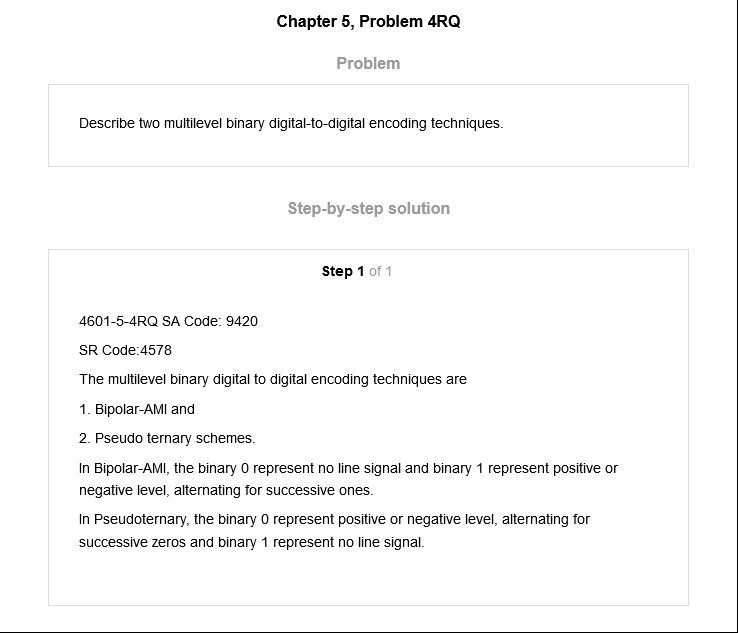 Chapter 5, Problem 4RQ
Problem
Describe two multilevel binary digital-to-digital encoding techniques.
Step-by-step solution
Step 1 of 1
4601-5-4RQ SA Code: 9420
SR Code:4578
The multilevel binary digital to digital encoding techniques are
1. Bipolar-AMI and
2. Pseudo ternary schemes.
In Bipolar-AMI, the binary 0 represent no line signal and binary 1 represent positive or
negative level, alternating for successive ones.
In Pseudoternary, the binary 0 represent positive or negative level, alternating for
successive zeros and binary 1 represent no line signal.